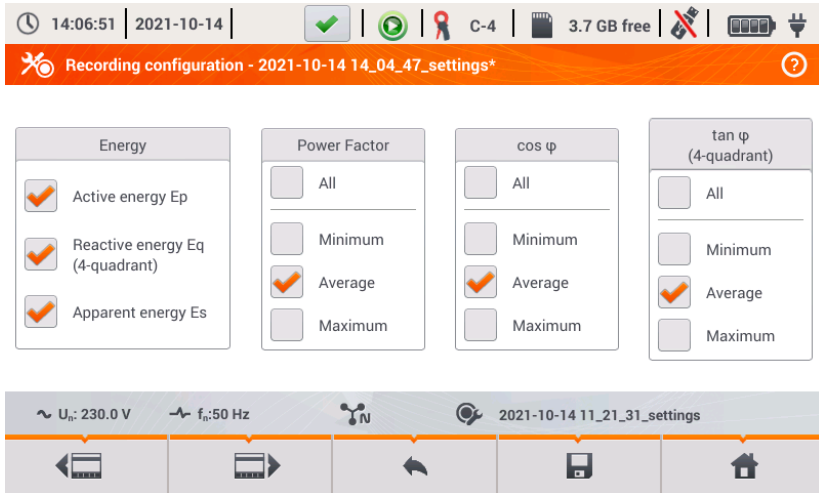 14:06:51 2021-10-14 C-4 3.7 GB free
Recording configuration - 2021-10-14 14_04_47_settings* ?
Energy
Active energy Ep
Reactive energy Eq
(4-quadrant)
Apparent energy Es
Power Factor
All
Minimum
Average
Maximum
cos φ
All
Minimum
Average
Maximum
tan φ
(4-quadrant)
All
Minimum
Average
Maximum
Uₙ: 230.0 V fₙ:50 Hz N 2021-10-14 11_21_31_settings